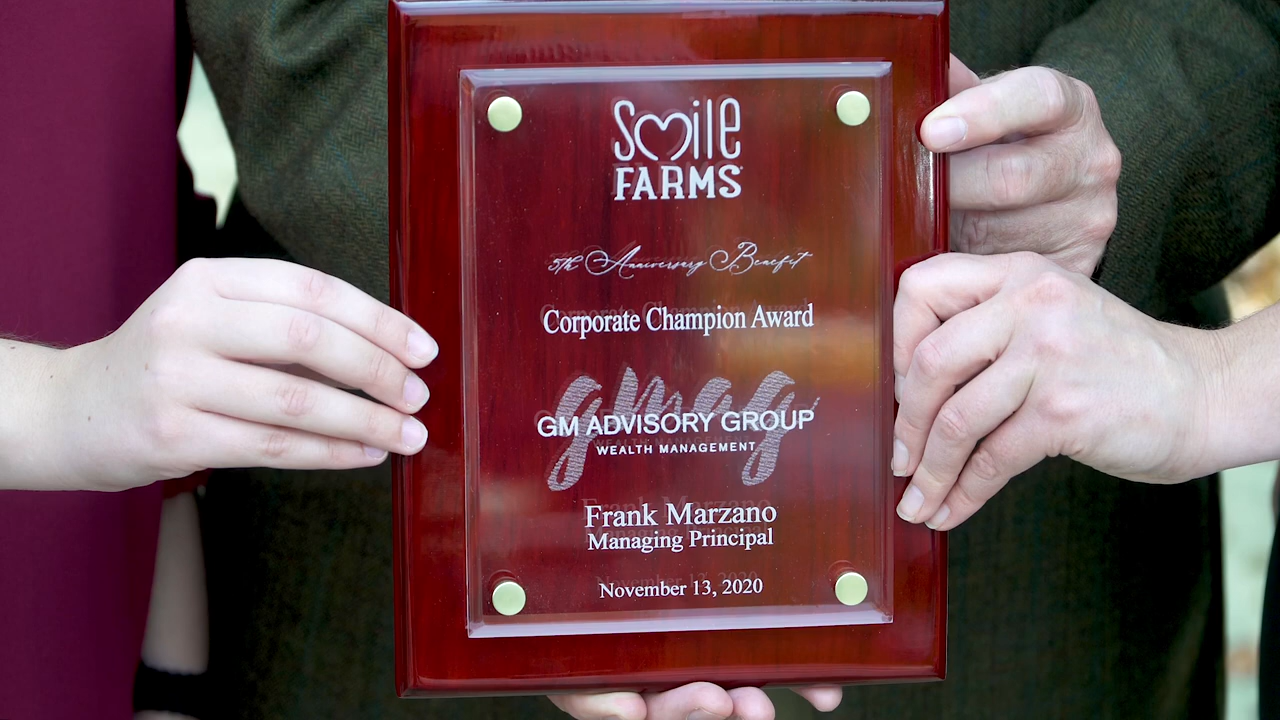 Smile
FARMS
5th Anniversary Benefit
Corporate Champion Award
gmag
GM ADVISORY GROUP
WEALTH MANAGEMENT
Frank Marzano
Managing Principal
November 13, 2020